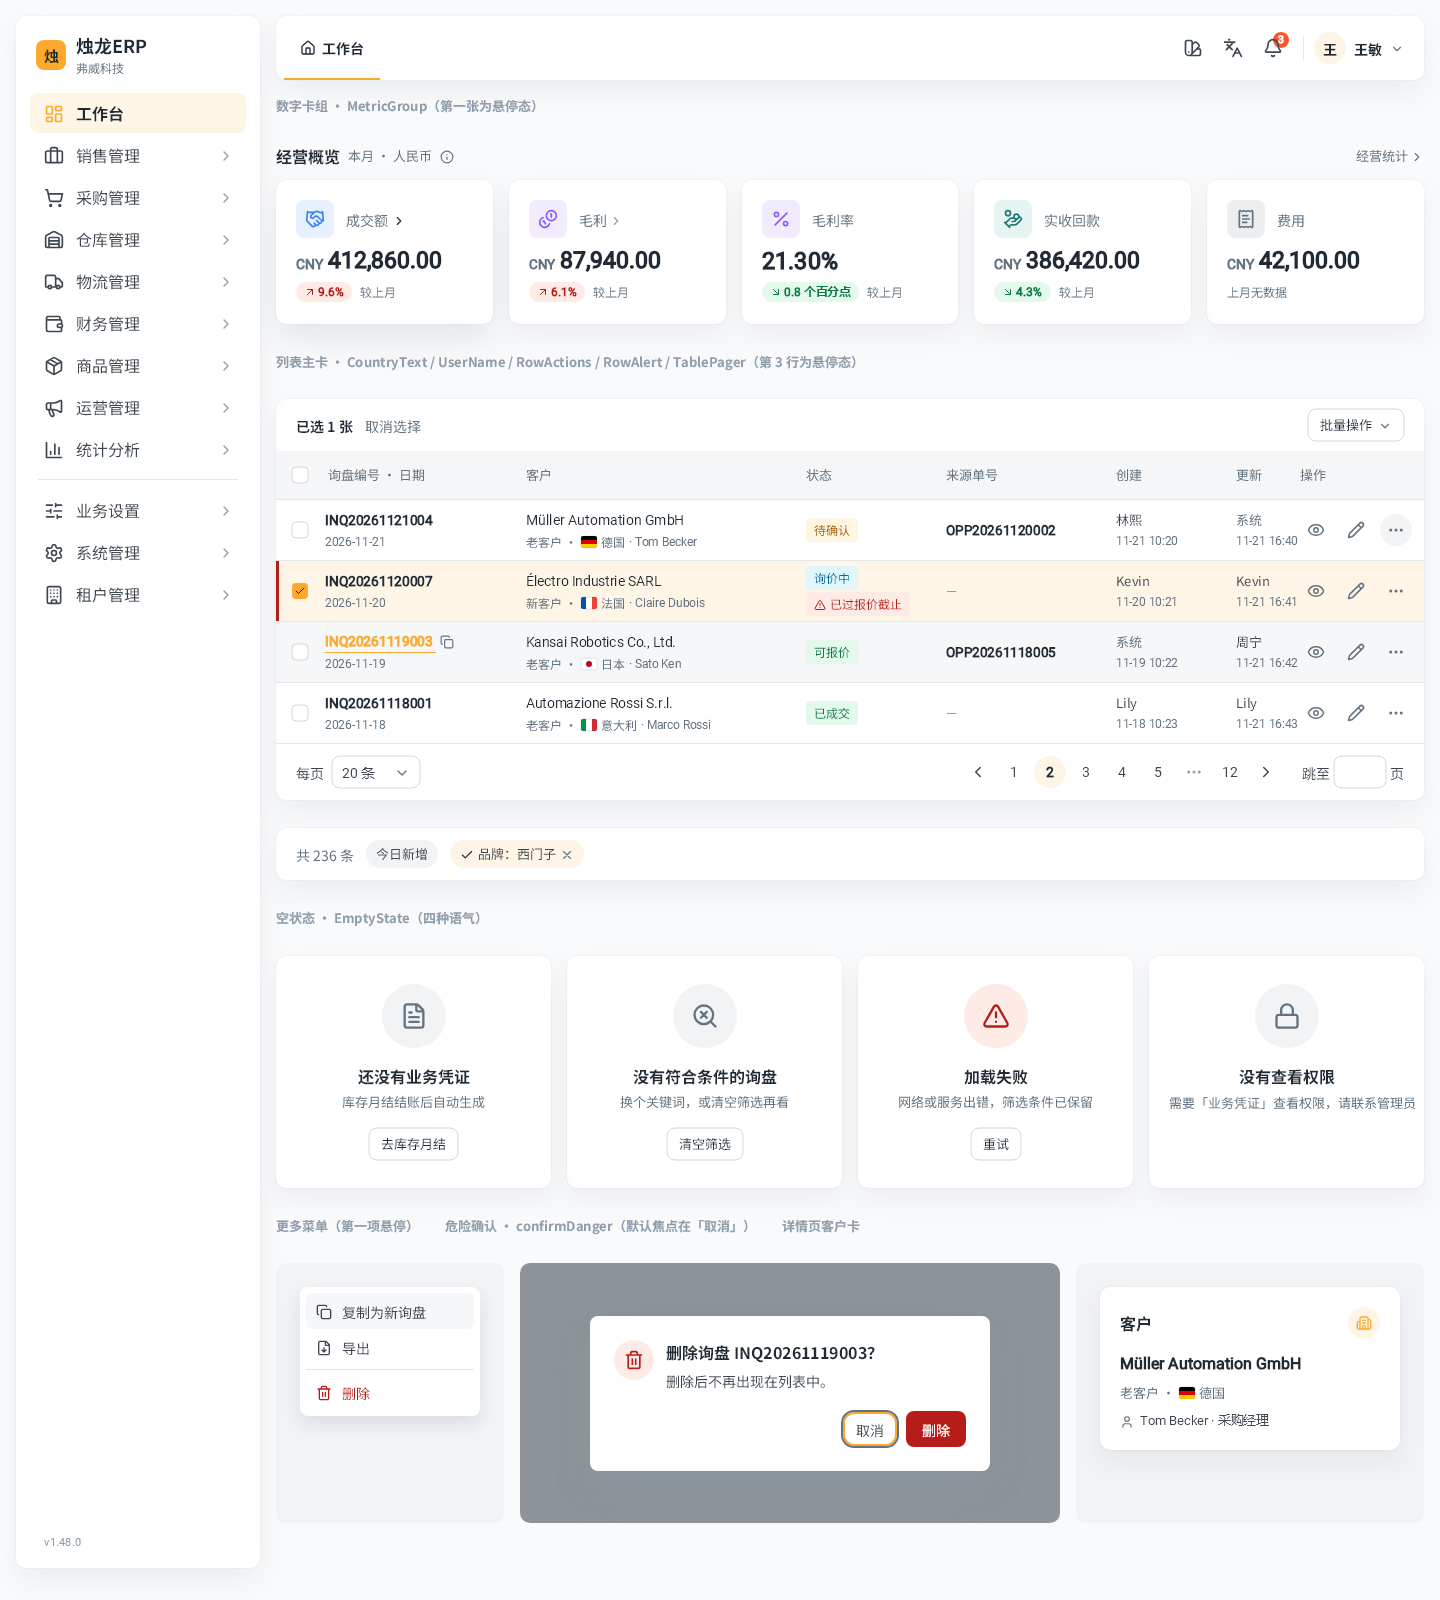 烛 烛龙ERP
弗威科技
工作台
销售管理
采购管理
仓库管理
物流管理
财务管理
商品管理
运营管理
统计分析
业务设置
系统管理
租户管理
v1.48.0
工作台 3 王 王敏
数字卡组 • MetricGroup（第一张为悬停态）
经营概览 本月 • 人民币 经营统计
成交额
CNY 412,860.00
9.6% 较上月
毛利
CNY 87,940.00
6.1% 较上月
毛利率
21.30%
0.8 个百分点 较上月
实收回款
CNY 386,420.00
4.3% 较上月
费用
CNY 42,100.00
上月无数据
列表主卡 • CountryText / UserName / RowActions / RowAlert / TablePager（第 3 行为悬停态）
已选 1 张 取消选择 批量操作
询盘编号 • 日期 客户 状态 来源单号 创建 更新 操作
INQ20261121004 Müller Automation GmbH 待确认 OPP20261120002 林熙 系统
2026-11-21 老客户 • 德国 · Tom Becker 11-21 10:20 11-21 16:40
INQ20261120007 Électro Industrie SARL 询价中 — Kevin Kevin
2026-11-20 新客户 • 法国 · Claire Dubois 已过报价截止 11-20 10:21 11-21 16:41
INQ20261119003 Kansai Robotics Co., Ltd. 可报价 OPP20261118005 系统 周宁
2026-11-19 老客户 • 日本 · Sato Ken 11-19 10:22 11-21 16:42
INQ20261118001 Automazione Rossi S.r.l. 已成交 — Lily Lily
2026-11-18 老客户 • 意大利 · Marco Rossi 11-18 10:23 11-21 16:43
每页 20 条 1 2 3 4 5 ••• 12 跳至 页
共 236 条 今日新增 品牌：西门子
空状态 • EmptyState（四种语气）
还没有业务凭证
库存月结结账后自动生成
去库存月结
没有符合条件的询盘
换个关键词，或清空筛选再看
清空筛选
加载失败
网络或服务出错，筛选条件已保留
重试
没有查看权限
需要「业务凭证」查看权限，请联系管理员
更多菜单（第一项悬停） 危险确认 • confirmDanger（默认焦点在「取消」） 详情页客户卡
复制为新询盘
导出
删除
删除询盘 INQ20261119003？
删除后不再出现在列表中。
取消 删除
客户
Müller Automation GmbH
老客户 • 德国
Tom Becker · 采购经理